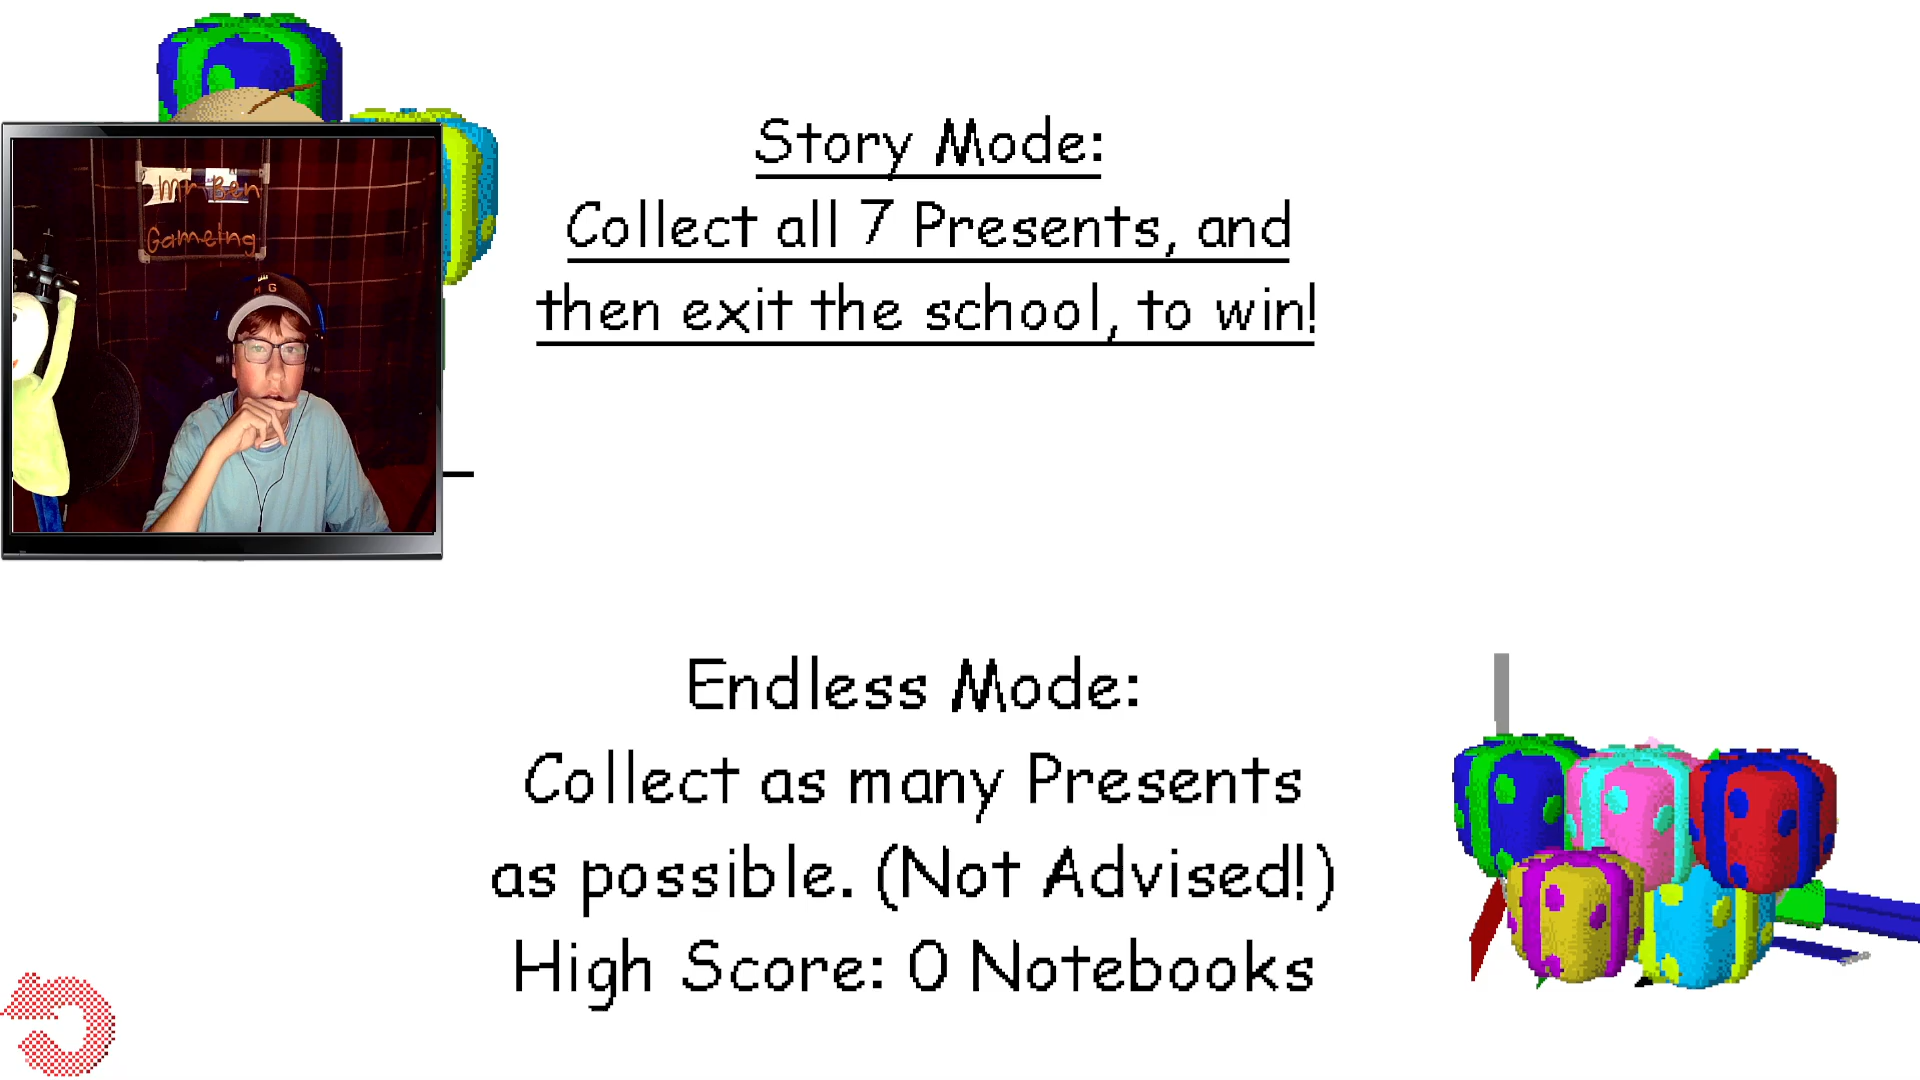 Mr Ben
Gameing
M G
Story Mode:
Collect all 7 Presents, and
then exit the school, to win!
Endless Mode:
Collect as many Presents
as possible. (Not Advised!)
High Score: 0 Notebooks